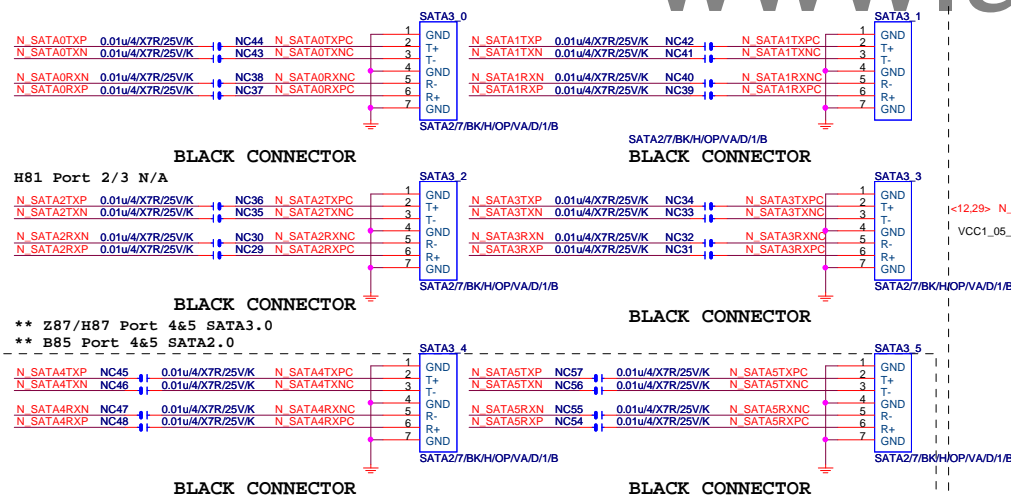 SATA3_0
N_SATA0TXP 0.01u/4/X7R/25V/K NC44 N_SATA0TXPC 1 GND
N_SATA0TXN 0.01u/4/X7R/25V/K NC43 N_SATA0TXNC 2 T+
3 T-
4 GND
N_SATA0RXN 0.01u/4/X7R/25V/K NC38 N_SATA0RXNC 5 R-
N_SATA0RXP 0.01u/4/X7R/25V/K NC37 N_SATA0RXPC 6 R+
7 GND
SATA2/7/BK/H/OP/VA/D/1/B
BLACK CONNECTOR
SATA3_1
N_SATA1TXP 0.01u/4/X7R/25V/K NC42 N_SATA1TXPC 1 GND
N_SATA1TXN 0.01u/4/X7R/25V/K NC41 N_SATA1TXNC 2 T+
3 T-
4 GND
N_SATA1RXN 0.01u/4/X7R/25V/K NC40 N_SATA1RXNC 5 R-
N_SATA1RXP 0.01u/4/X7R/25V/K NC39 N_SATA1RXPC 6 R+
7 GND
SATA2/7/BK/H/OP/VA/D/1/B
BLACK CONNECTOR
H81 Port 2/3 N/A
SATA3_2
N_SATA2TXP 0.01u/4/X7R/25V/K NC36 N_SATA2TXPC 1 GND
N_SATA2TXN 0.01u/4/X7R/25V/K NC35 N_SATA2TXNC 2 T+
3 T-
4 GND
N_SATA2RXN 0.01u/4/X7R/25V/K NC30 N_SATA2RXNC 5 R-
N_SATA2RXP 0.01u/4/X7R/25V/K NC29 N_SATA2RXPC 6 R+
7 GND
SATA2/7/BK/H/OP/VA/D/1/B
BLACK CONNECTOR
SATA3_3
N_SATA3TXP 0.01u/4/X7R/25V/K NC34 N_SATA3TXPC 1 GND
N_SATA3TXN 0.01u/4/X7R/25V/K NC33 N_SATA3TXNC 2 T+
3 T-
4 GND
N_SATA3RXN 0.01u/4/X7R/25V/K NC32 N_SATA3RXNC 5 R-
N_SATA3RXP 0.01u/4/X7R/25V/K NC31 N_SATA3RXPC 6 R+
7 GND
SATA2/7/BK/H/OP/VA/D/1/B
BLACK CONNECTOR
<12,29> N_
VCC1_05_
** Z87/H87 Port 4&5 SATA3.0
** B85 Port 4&5 SATA2.0
SATA3_4
N_SATA4TXP NC45 0.01u/4/X7R/25V/K N_SATA4TXPC 1 GND
N_SATA4TXN NC46 0.01u/4/X7R/25V/K N_SATA4TXNC 2 T+
3 T-
4 GND
N_SATA4RXN NC47 0.01u/4/X7R/25V/K N_SATA4RXNC 5 R-
N_SATA4RXP NC48 0.01u/4/X7R/25V/K N_SATA4RXPC 6 R+
7 GND
SATA2/7/BK/H/OP/VA/D/1/B
BLACK CONNECTOR
SATA3_5
N_SATA5TXP NC57 0.01u/4/X7R/25V/K N_SATA5TXPC 1 GND
N_SATA5TXN NC56 0.01u/4/X7R/25V/K N_SATA5TXNC 2 T+
3 T-
4 GND
N_SATA5RXN NC55 0.01u/4/X7R/25V/K N_SATA5RXNC 5 R-
N_SATA5RXP NC54 0.01u/4/X7R/25V/K N_SATA5RXPC 6 R+
7 GND
SATA2/7/BK/H/OP/VA/D/1/B
BLACK CONNECTOR